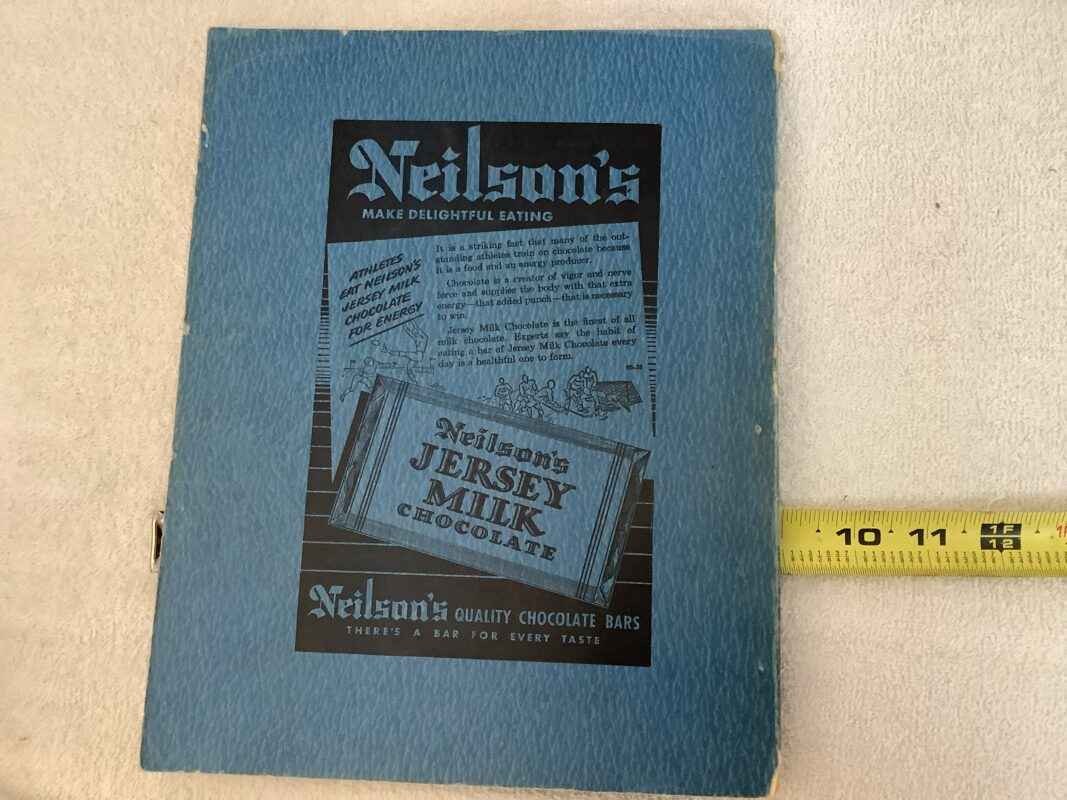 Neilson's
MAKE DELIGHTFUL EATING
ATHLETES
EAT NEILSON'S
JERSEY MILK
CHOCOLATE
FOR ENERGY
It is a striking fact that many of the out-
standing athletes train on chocolate because
it is a food and an energy producer.
Chocolate is a creator of vigor and nerve
force and supplies the body with that extra
energy—that added punch—that is necessary
to win.
Jersey Milk Chocolate is the finest of all
milk chocolate. Experts say the habit of
eating a bar of Jersey Milk Chocolate every
day is a healthful one to form.
Neilson's
JERSEY
MILK
CHOCOLATE
Neilson's QUALITY CHOCOLATE BARS
THERE'S A BAR FOR EVERY TASTE
10 11 1F
12